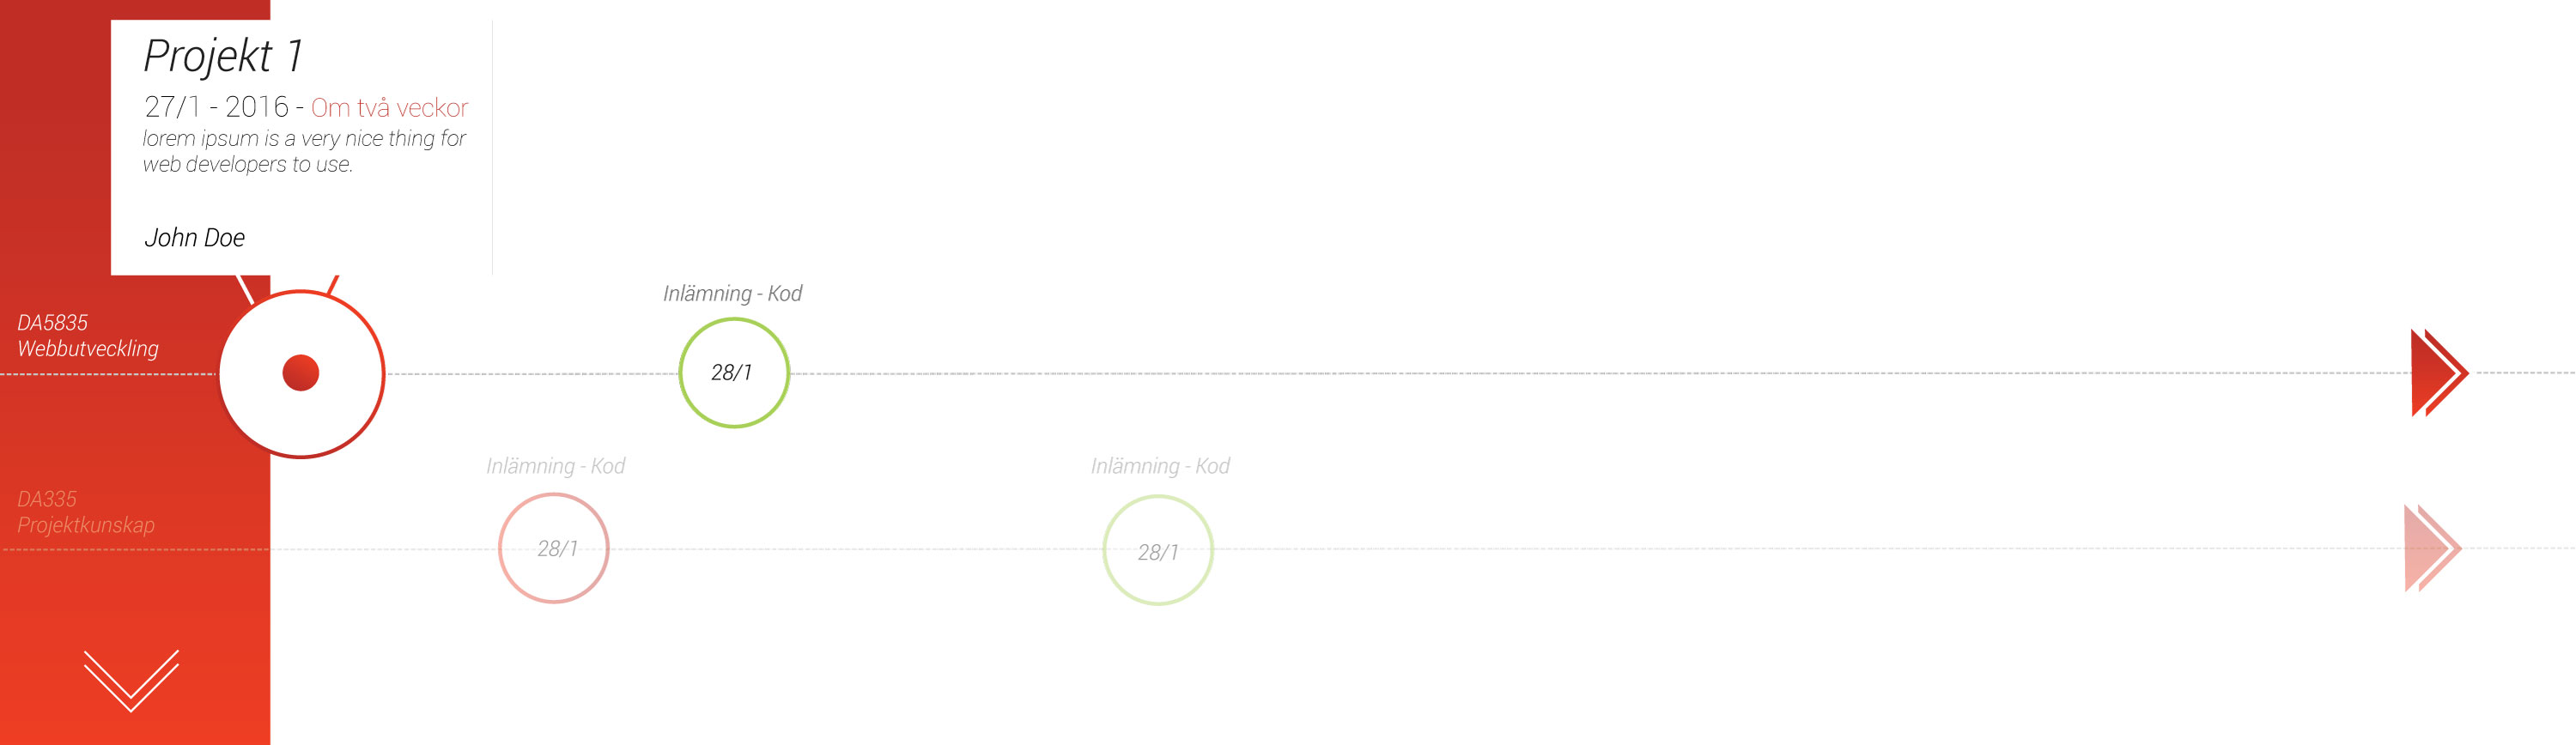 Projekt 1
27/1 - 2016 - Om två veckor
lorem ipsum is a very nice thing for
web developers to use.
John Doe
DA5835
Webbutveckling
Inlämning - Kod
28/1
DA335
Projektkunskap
Inlämning - Kod
28/1
Inlämning - Kod
28/1